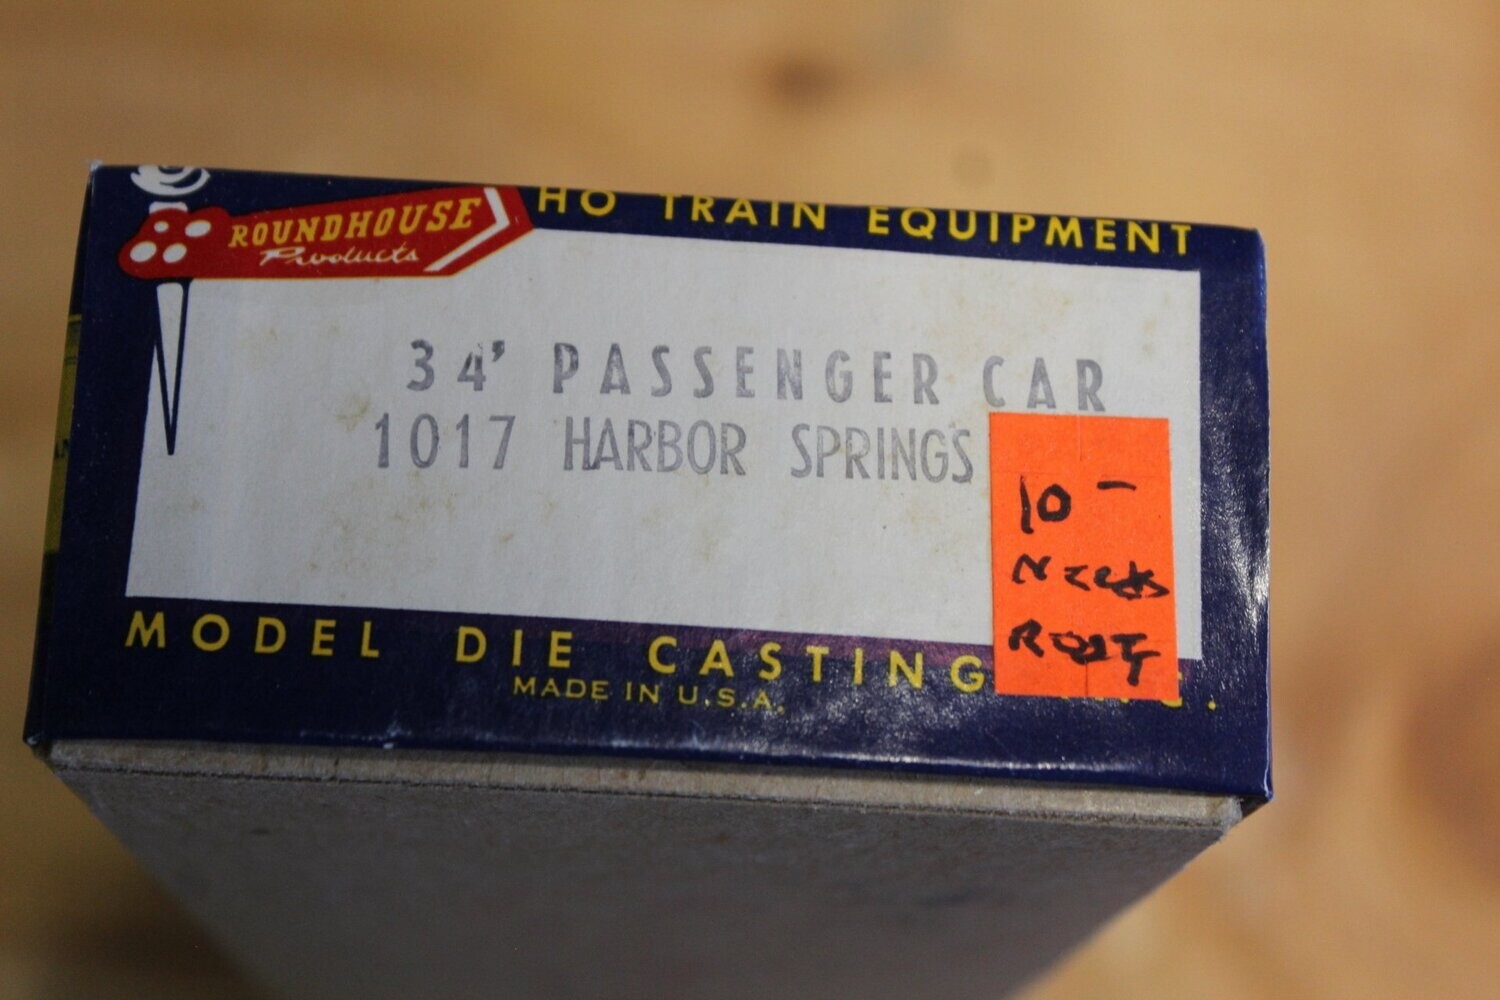 ROUNDHOUSE
Products
HO TRAIN EQUIPMENT
34' PASSENGER CAR
1017 HARBOR SPRINGS
10 -
MODEL DIE CASTING
MADE IN U.S.A.